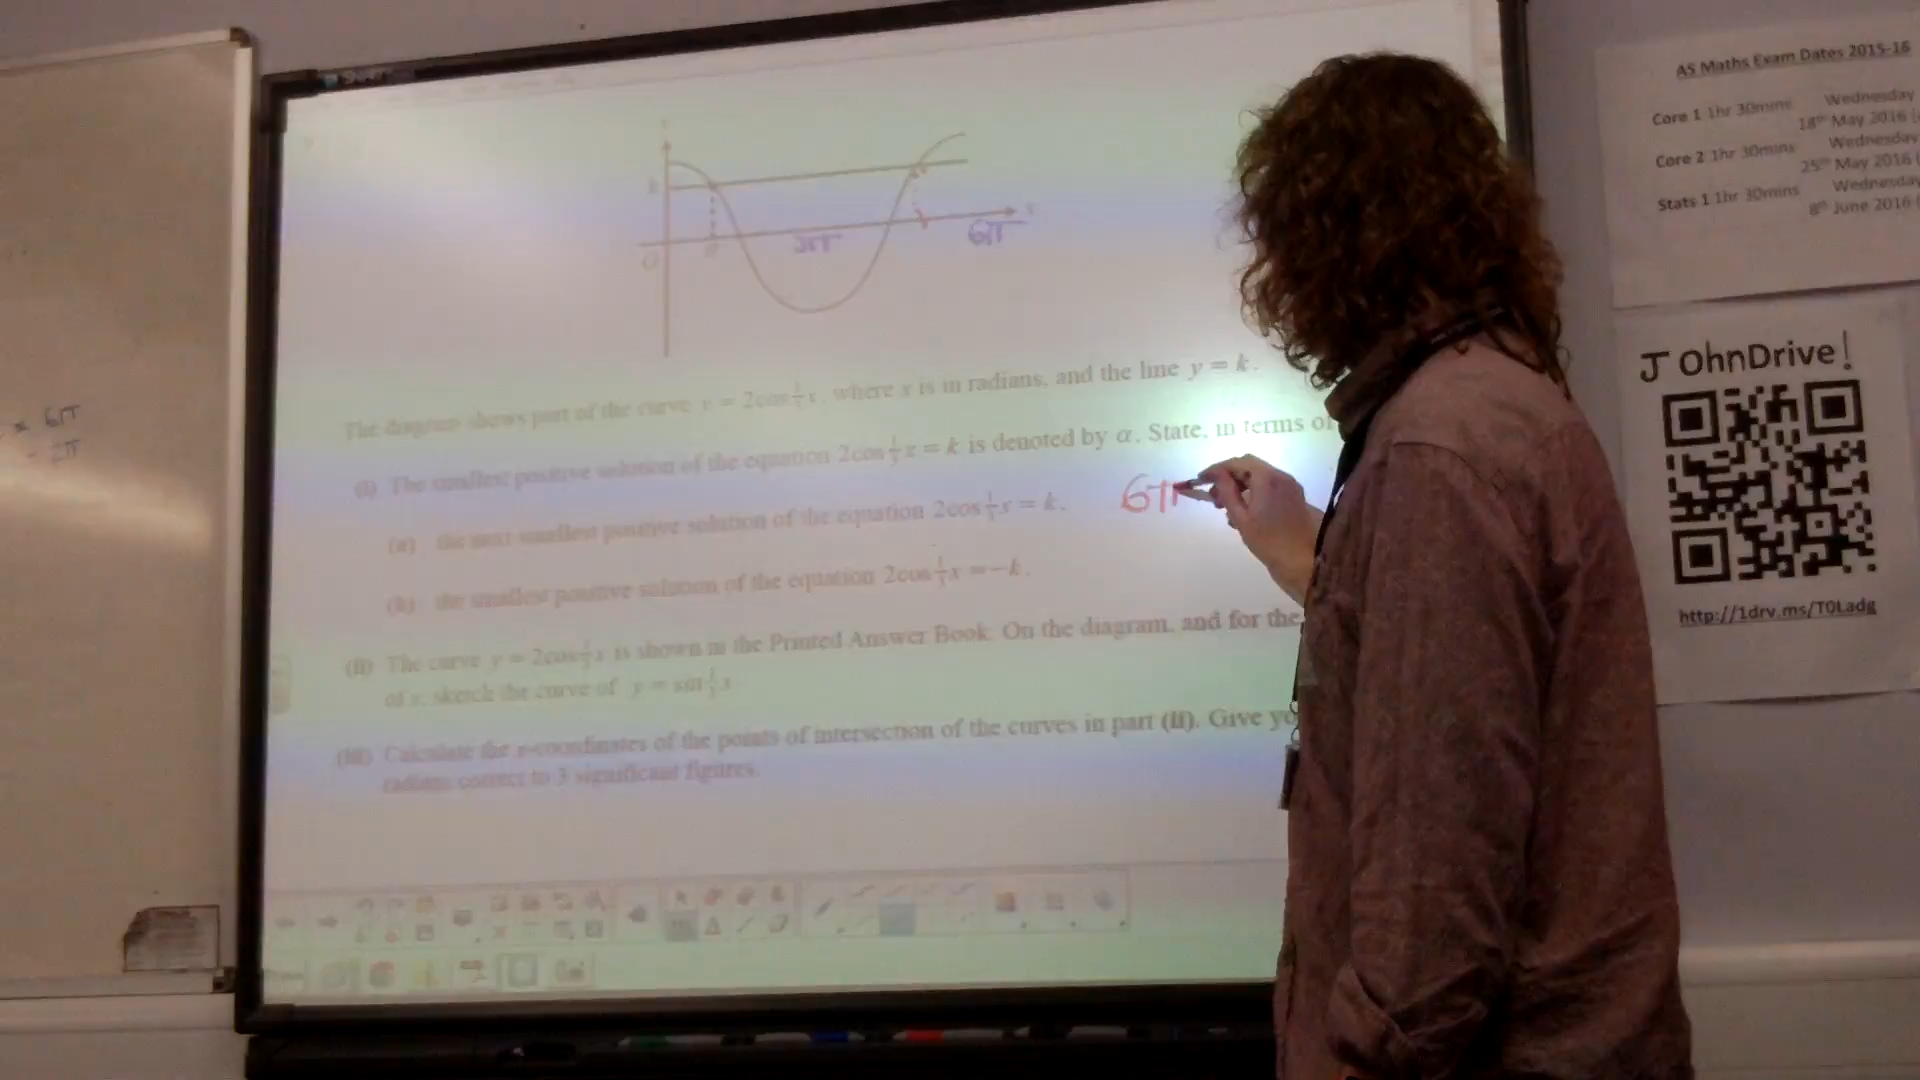 AS Maths Exam Dates 2015-16
Core 1 1hr 30mins Wednesday
18th May 2016
Core 2 1hr 30mins Wednesday
25th May 2016
Stats 1 1hr 30mins Wednesday
8th June 2016
JOhnDrive!
http://1drv.ms/T0Ladg
6π
2π
k
O
3π
6π
The diagram shows part of the curve y = 2cos⅓x, where x is in radians, and the line y = k.
(i) The smallest positive solution of the equation 2cos⅓x = k is denoted by α. State, in terms of
(a) the next smallest positive solution of the equation 2cos⅓x = k.
6π
(b) the smallest positive solution of the equation 2cos⅓x = −k.
(ii) The curve y = 2cos⅓x is shown in the Printed Answer Book. On the diagram, and for the
of x, sketch the curve of y = sin⅓x
(iii) Calculate the x-coordinates of the points of intersection of the curves in part (ii). Give yo
radians correct to 3 significant figures.